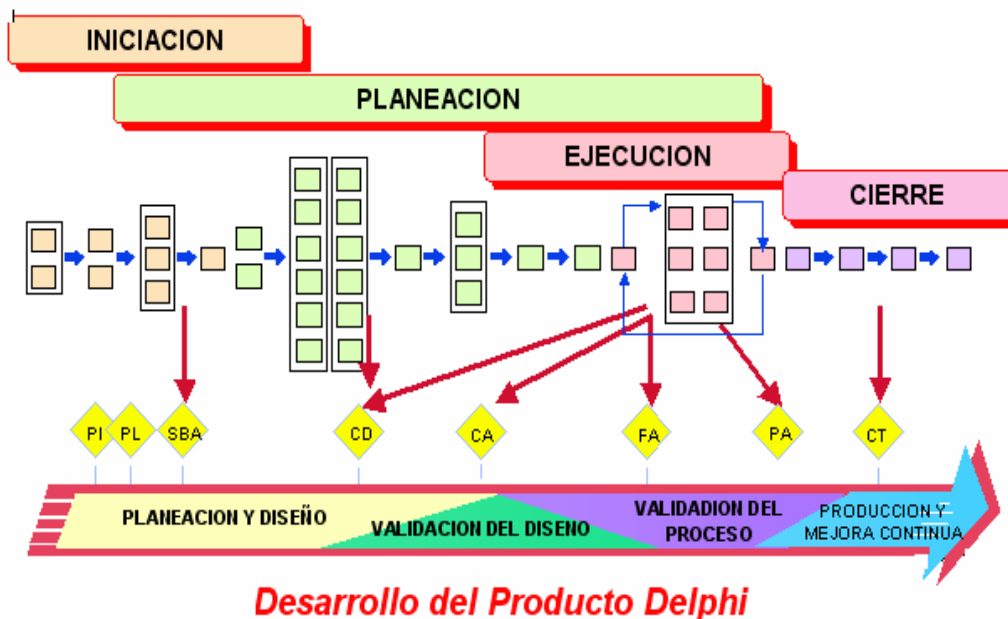 INICIACION
PLANEACION
EJECUCION
CIERRE
PI
PL
SBA
CD
CA
FA
PA
CT
PLANEACION Y DISEÑO
VALIDACION DEL DISENO
VALIDADION DEL
PROCESO
PRODUCCION Y
MEJORA CONTINUA
Desarrollo del Producto Delphi